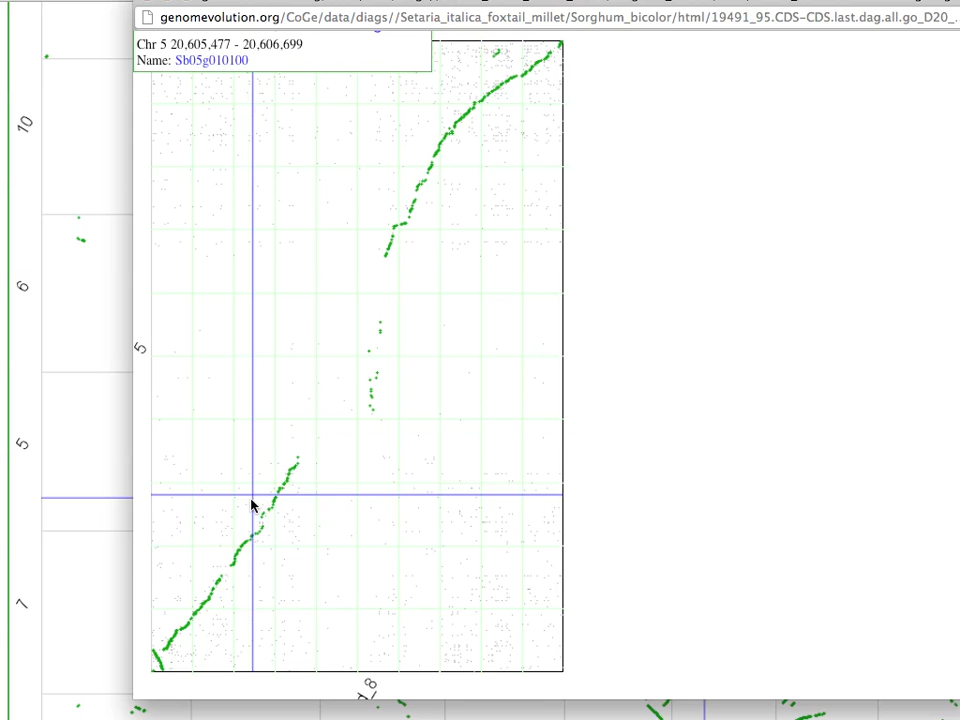 genomevolution.org/CoGe/data/diags//Setaria_italica_foxtail_millet/Sorghum_bicolor/html/19491_95.CDS-CDS.last.dag.all.go_D20_...
Chr 5 20,605,477 - 20,606,699
Name: Sb05g010100
10
6
5
5
7